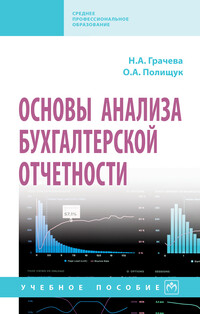 СРЕДНЕЕ
ПРОФЕССИОНАЛЬНОЕ
ОБРАЗОВАНИЕ
Н.А. Грачева
О.А. Полищук
ОСНОВЫ АНАЛИЗА
БУХГАЛТЕРСКОЙ
ОТЧЕТНОСТИ
УЧЕБНОЕ ПОСОБИЕ